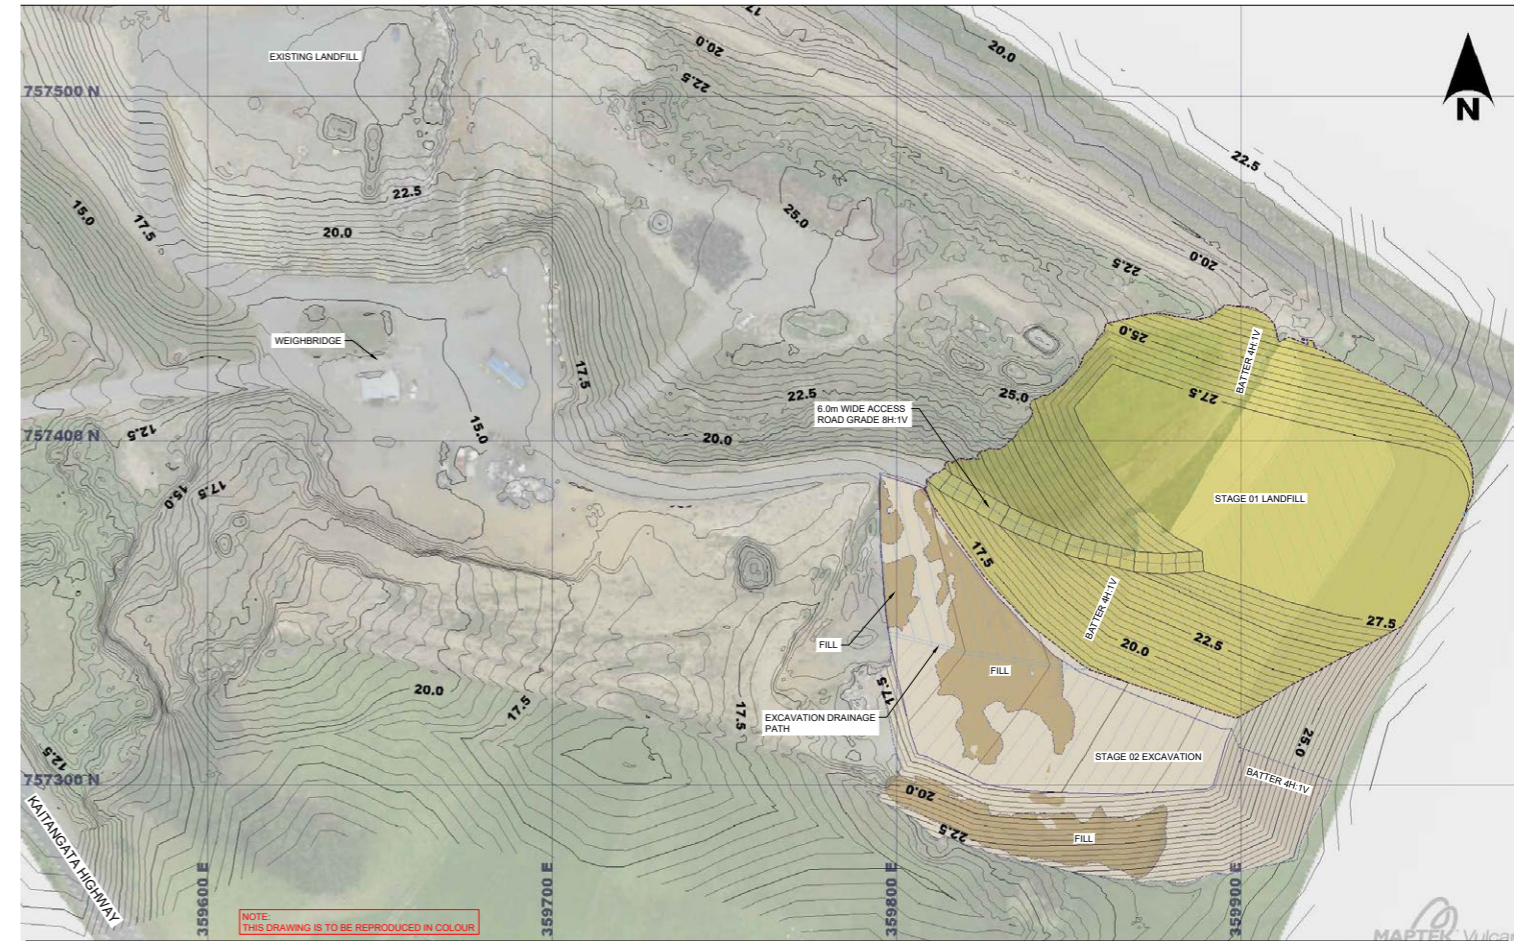 17.5
20.0
20.0
EXISTING LANDFILL
22.5
757500 N
N
22.5
22.5
15.0
17.5
20.0
25.0
22.5
20.0
WEIGHBRIDGE
25.0
BATTER 4H:1V
17.5
27.5
22.5
25.0
6.0m WIDE ACCESS
ROAD GRADE 8H:1V
12.5
757400 N
15.0
20.0
15.0
17.5
STAGE 01 LANDFILL
17.5
BATTER 4H:1V
27.5
FILL
20.0
22.5
FILL
20.0
17.5
17.5
17.5
EXCAVATION DRAINAGE
PATH
25.0
12.5
STAGE 02 EXCAVATION
757300 N
BATTER 4H:1V
20.0
22.5
FILL
KAITANGATA HIGHWAY
359600 E
359700 E
359800 E
359900 E
NOTE:
THIS DRAWING IS TO BE REPRODUCED IN COLOUR
MAPTEK Vulcan